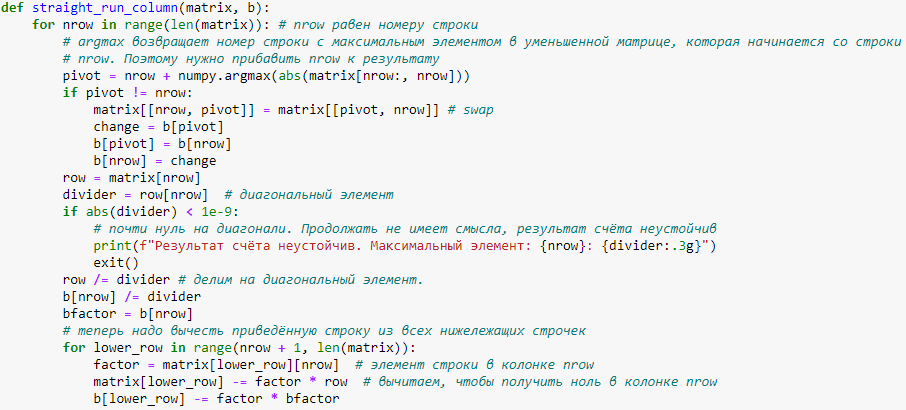 def straight_run_column(matrix, b):
    for nrow in range(len(matrix)): # nrow равен номеру строки
        # argmax возвращает номер строки с максимальным элементом в уменьшенной матрице, которая начинается со строки
        # nrow. Поэтому нужно прибавить nrow к результату
        pivot = nrow + numpy.argmax(abs(matrix[nrow:, nrow]))
        if pivot != nrow:
            matrix[[nrow, pivot]] = matrix[[pivot, nrow]] # swap
            change = b[pivot]
            b[pivot] = b[nrow]
            b[nrow] = change
        row = matrix[nrow]
        divider = row[nrow]  # диагональный элемент
        if abs(divider) < 1e-9:
            # почти нуль на диагонали. Продолжать не имеет смысла, результат счёта неустойчив
            print(f"Результат счёта неустойчив. Максимальный элемент: {nrow}: {divider:.3g}")
            exit()
        row /= divider # делим на диагональный элемент.
        b[nrow] /= divider
        bfactor = b[nrow]
        # теперь надо вычесть приведённую строку из всех нижележащих строчек
        for lower_row in range(nrow + 1, len(matrix)):
            factor = matrix[lower_row][nrow]  # элемент строки в колонке nrow
            matrix[lower_row] -= factor * row  # вычитаем, чтобы получить ноль в колонке nrow
            b[lower_row] -= factor * bfactor